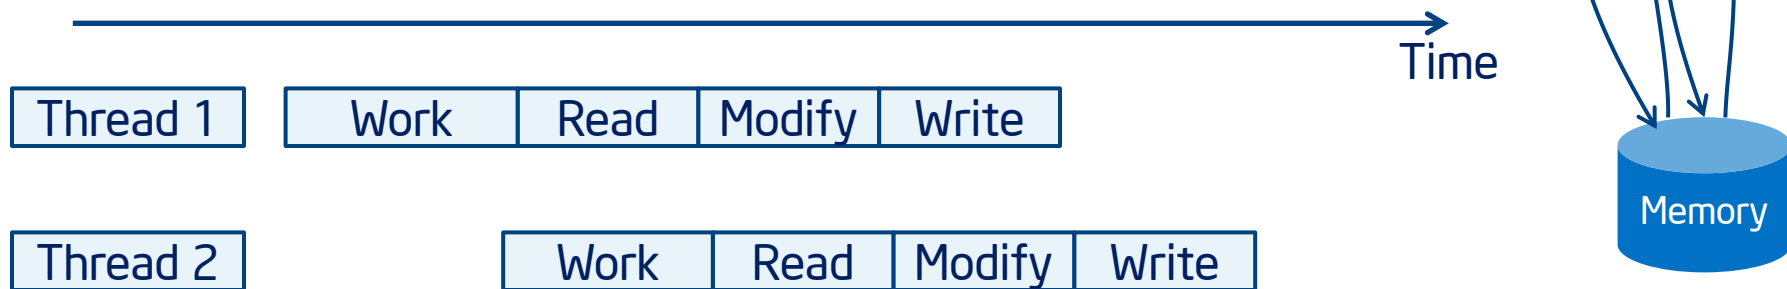 Time
Thread 1 Work Read Modify Write
Memory
Thread 2 Work Read Modify Write